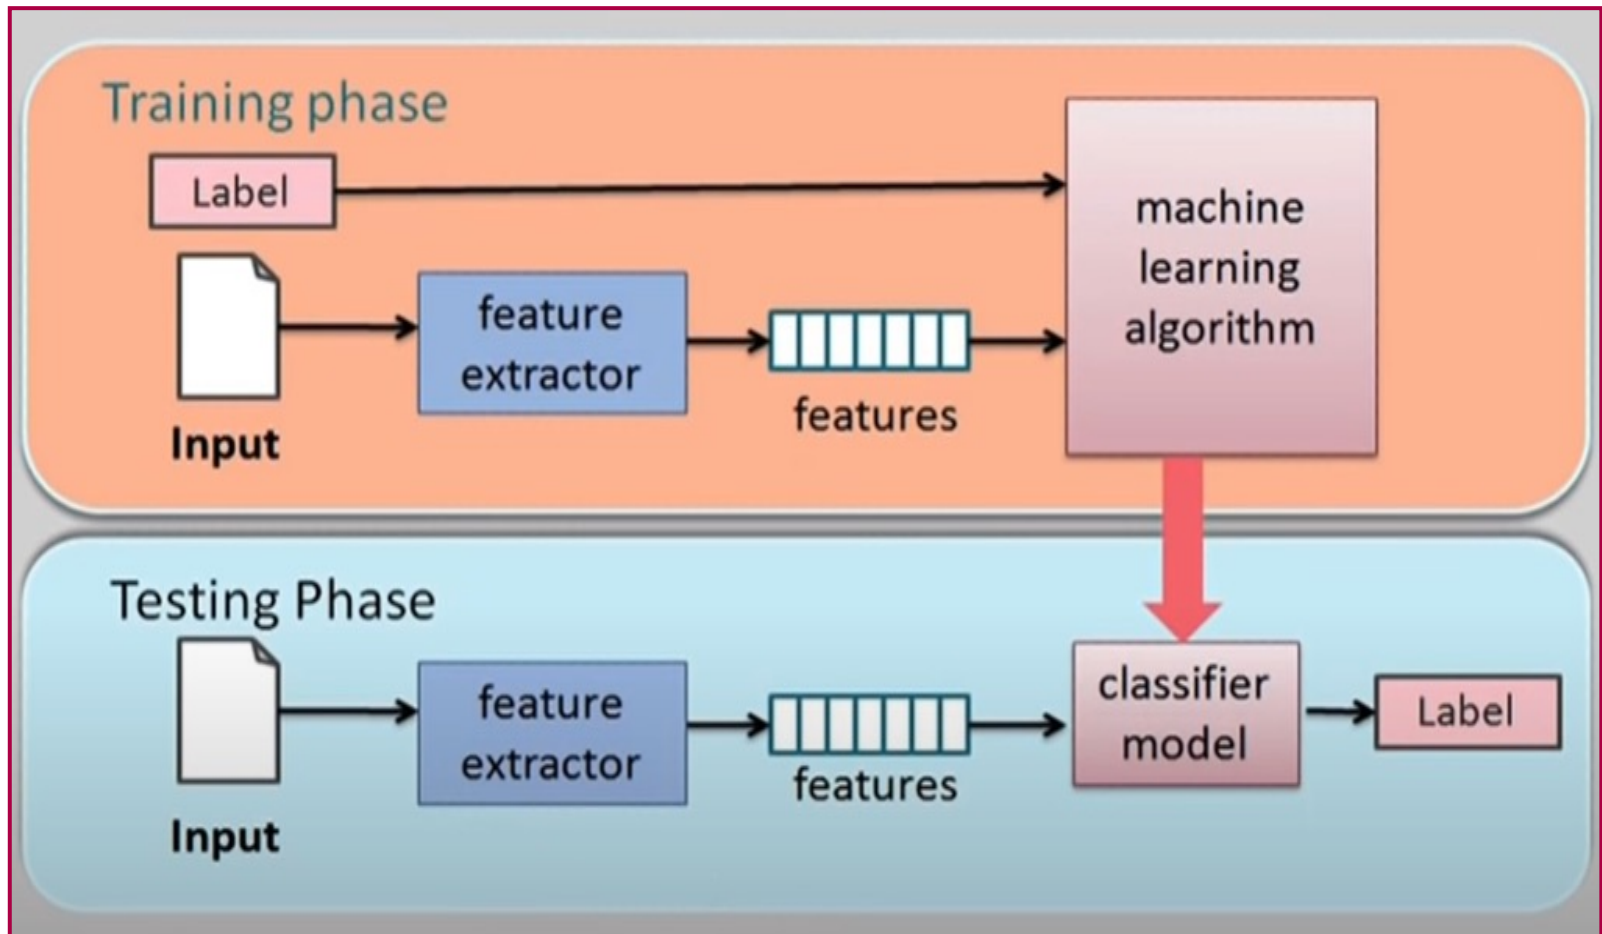 Training phase
Label
machine
learning
algorithm
feature
extractor
features
Input
Testing Phase
feature
extractor
features
classifier
model
Label
Input